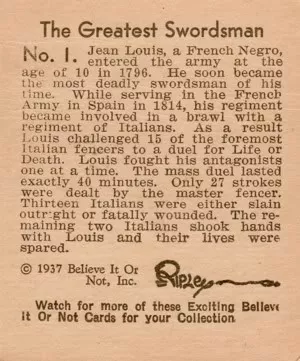 The Greatest Swordsman
No. 1. Jean Louis, a French Negro,
entered the army at the
age of 10 in 1796. He soon became
the most deadly swordsman of his
time. While serving in the French
Army in Spain in 1814, his regiment
became involved in a brawl with a
regiment of Italians. As a result
Louis challenged 15 of the foremost
Italian fencers to a duel for Life or
Death. Louis fought his antagonists
one at a time. The mass duel lasted
exactly 40 minutes. Only 27 strokes
were dealt by the master fencer.
Thirteen Italians were either slain
outright or fatally wounded. The re-
maining two Italians shook hands
with Louis and their lives were
spared.
© 1937 Believe It Or
Not, Inc.
Ripley
Watch for more of these Exciting Believe
It Or Not Cards for your Collection